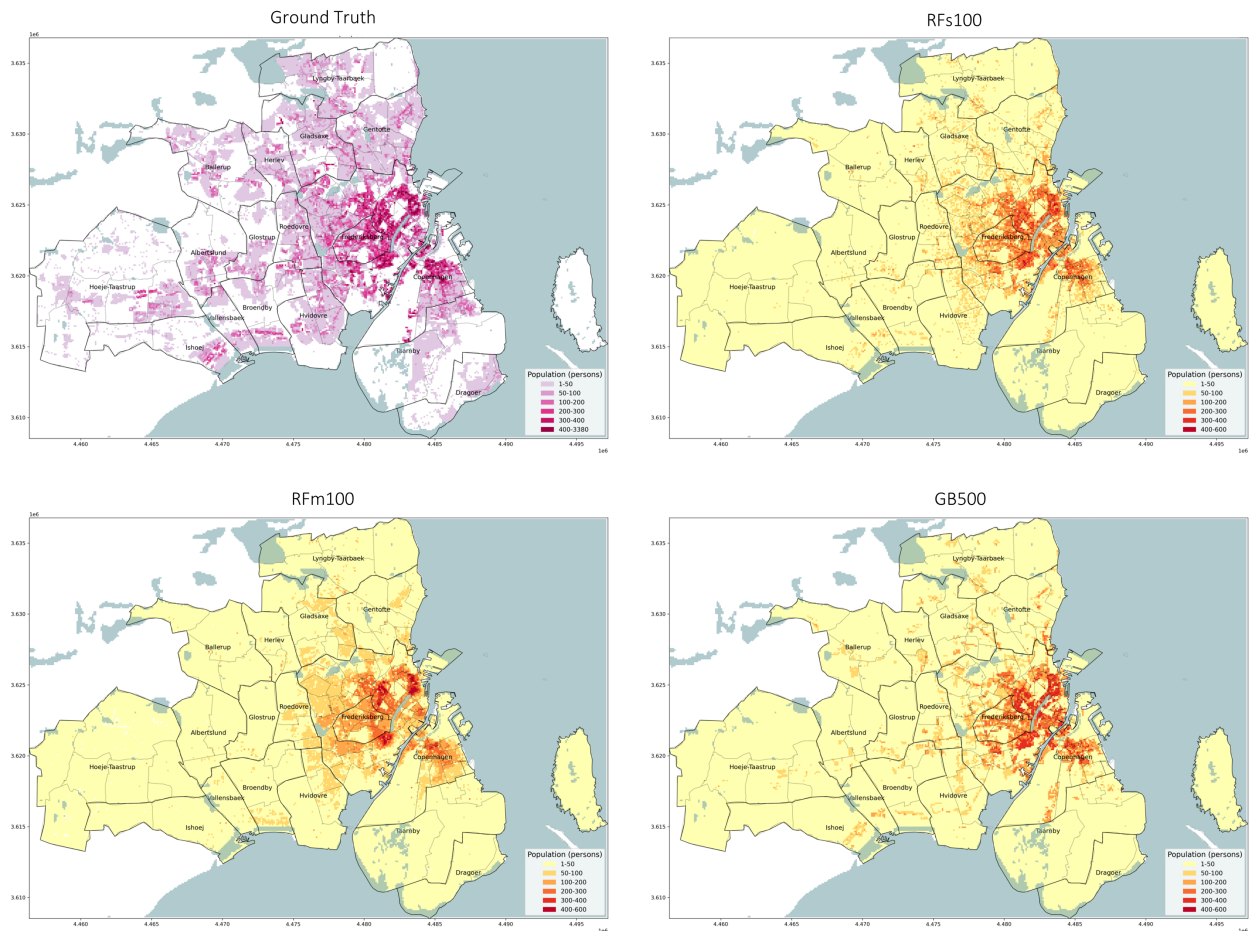 Ground Truth
1e6
3.635
3.630
3.625
3.620
3.615
3.610
Lyngby-Taarbaek
Gentofte
Gladsaxe
Herlev
Ballerup
Roedovre
Frederiksberg
Glostrup
Albertslund
Copenhagen
Hoeje-Taastrup
Broendby
Vallensbaek
Hvidovre
Ishoej
Taarnby
Dragoer
Population (persons)
1-50
50-100
100-200
200-300
300-400
400-3380
4.460 4.465 4.470 4.475 4.480 4.485 4.490 4.495
1e6
RFs100
3.635
3.630
3.625
3.620
3.615
3.610
Lyngby-Taarbaek
Gentofte
Gladsaxe
Herlev
Ballerup
Roedovre
Frederiksberg
Glostrup
Albertslund
Copenhagen
Hoeje-Taastrup
Broendby
Vallensbaek
Hvidovre
Ishoej
Taarnby
Dragoer
Population (persons)
1-50
50-100
100-200
200-300
300-400
400-600
4.460 4.465 4.470 4.475 4.480 4.485 4.490 4.495
1e6
RFm100
1e6
3.635
3.630
3.625
3.620
3.615
3.610
Lyngby-Taarbaek
Gentofte
Gladsaxe
Herlev
Ballerup
Roedovre
Frederiksberg
Glostrup
Albertslund
Copenhagen
Hoeje-Taastrup
Broendby
Vallensbaek
Hvidovre
Ishoej
Taarnby
Dragoer
Population (persons)
1-50
50-100
100-200
200-300
300-400
400-600
4.460 4.465 4.470 4.475 4.480 4.485 4.490 4.495
1e6
GB500
3.635
3.630
3.625
3.620
3.615
3.610
Lyngby-Taarbaek
Gentofte
Gladsaxe
Herlev
Ballerup
Roedovre
Frederiksberg
Glostrup
Albertslund
Copenhagen
Hoeje-Taastrup
Broendby
Vallensbaek
Hvidovre
Ishoej
Taarnby
Dragoer
Population (persons)
1-50
50-100
100-200
200-300
300-400
400-600
4.460 4.465 4.470 4.475 4.480 4.485 4.490 4.495
1e6